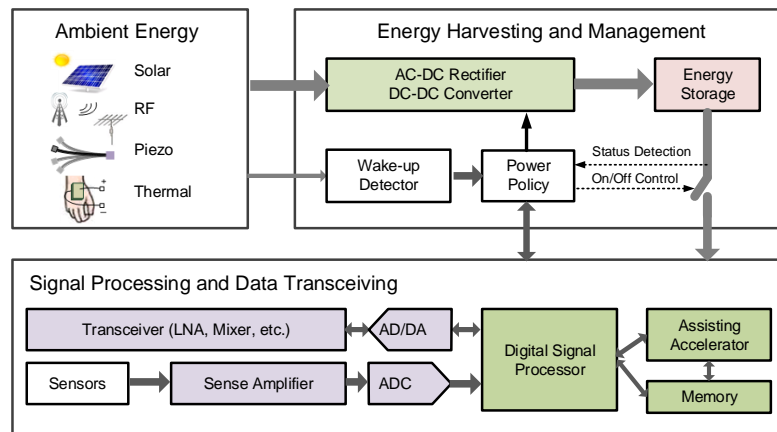 Ambient Energy
Solar
RF
Piezo
Thermal
+
−
Energy Harvesting and Management
AC-DC Rectifier
DC-DC Converter
Energy
Storage
Wake-up
Detector
Power
Policy
Status Detection
On/Off Control
Signal Processing and Data Transceiving
Transceiver (LNA, Mixer, etc.)
AD/DA
Sensors
Sense Amplifier
ADC
Digital Signal
Processor
Assisting
Accelerator
Memory